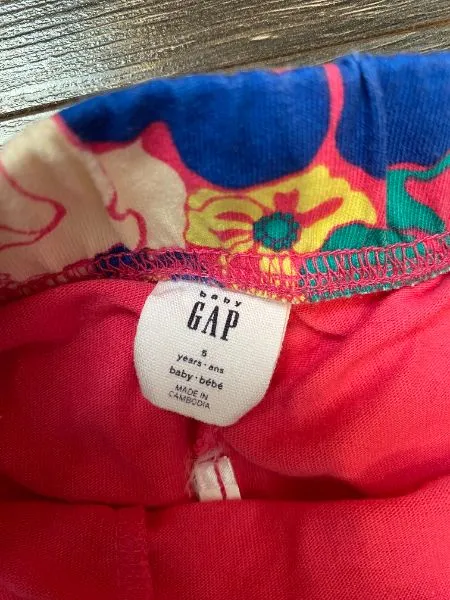 baby
GAP
5
years • ans
baby • bébé
MADE IN
CAMBODIA